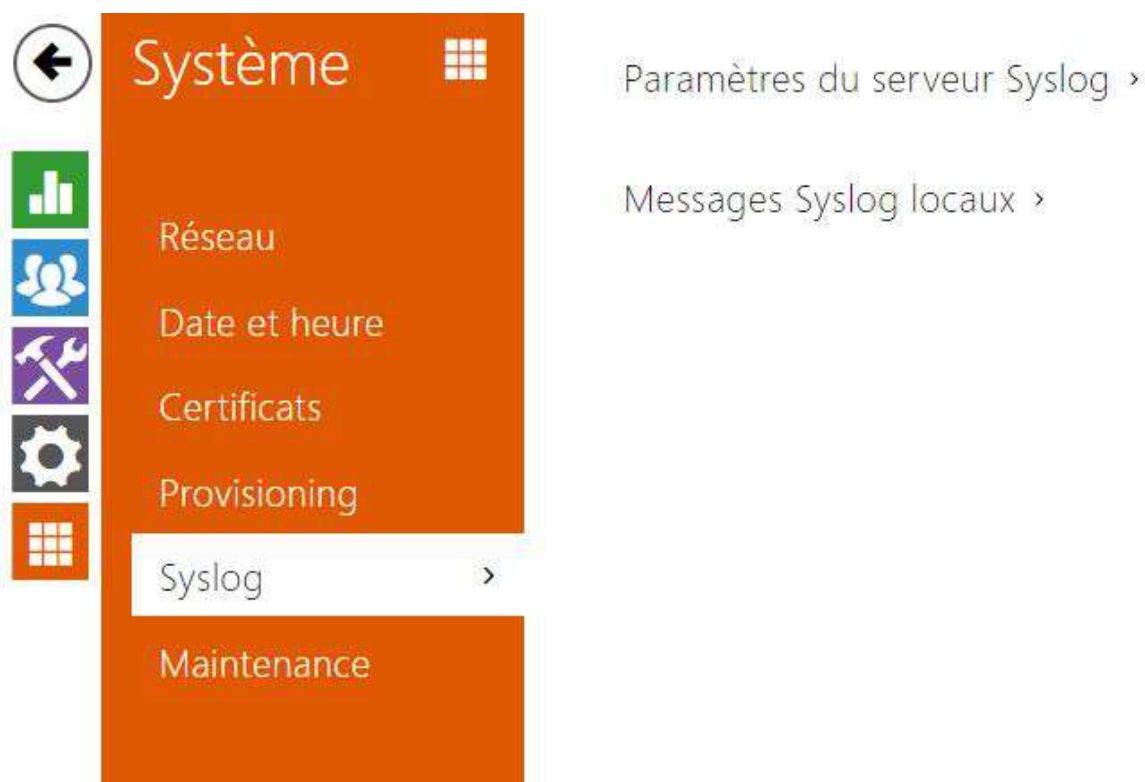 Système
Réseau
Date et heure
Certificats
Provisioning
Syslog
Maintenance
Paramètres du serveur Syslog
Messages Syslog locaux